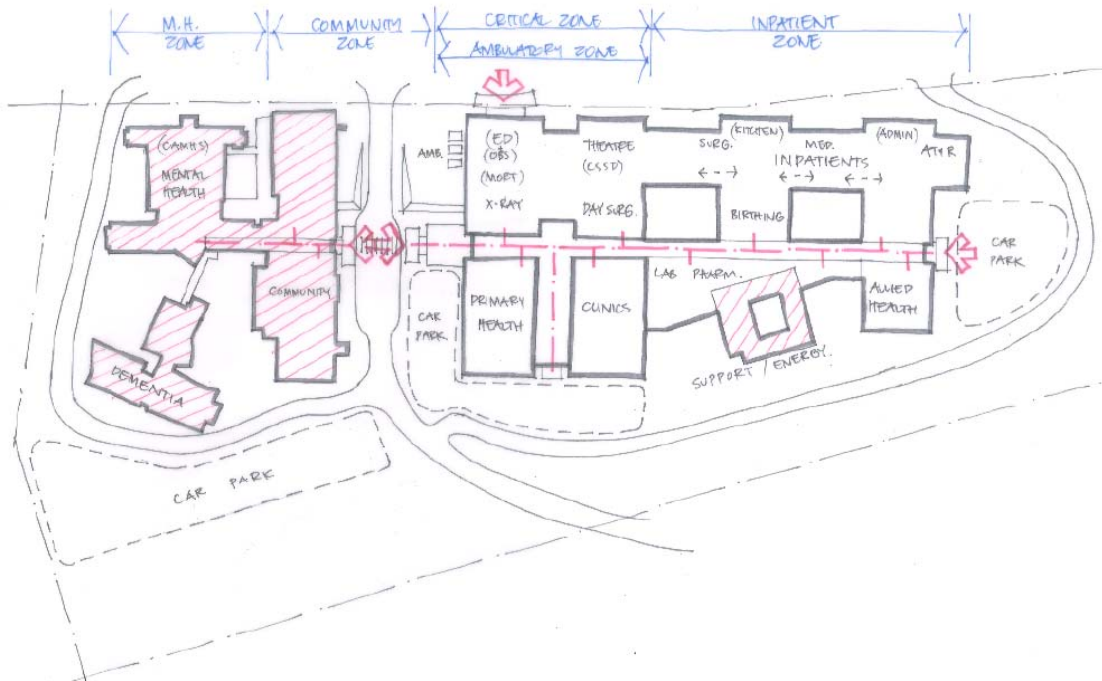 M.H.
ZONE
COMMUNITY
ZONE
CRITICAL ZONE
AMBULATORY ZONE
INPATIENT
ZONE
(CAMHS)
MENTAL
HEALTH
COMMUNITY
DEMENTIA
CAR PARK
AMB.
(ED)
(OBS)
(MORT)
X-RAY
THEATRE
(CSSD)
DAY SURG.
SURG.
(KITCHEN)
MED.
INPATIENTS
(ADMIN)
AT&R
BIRTHING
CAR
PARK
PRIMARY
HEALTH
CLINICS
LAB PHARM.
ALLIED
HEALTH
SUPPORT / ENERGY.
CAR
PARK